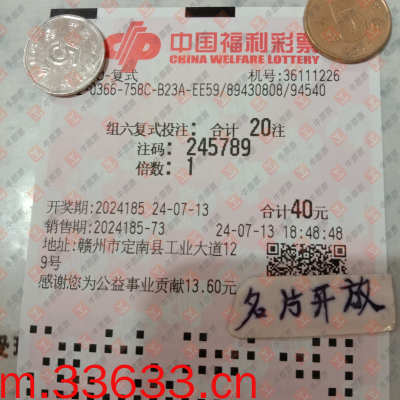 中国福利彩票
CHINA WELFARE LOTTERY
D-复式 机号:36111226
-0366-758C-B23A-EE59/89430808/94540
组六复式投注: 合计 20注
注码: 245789
倍数: 1
开奖期:2024185 24-07-13 合计40元
销售期:2024185-73 24-07-13 18:48:48
地址:赣州市定南县工业大道12
9号
感谢您为公益事业贡献13.60元
名片开放
m.33633.cn